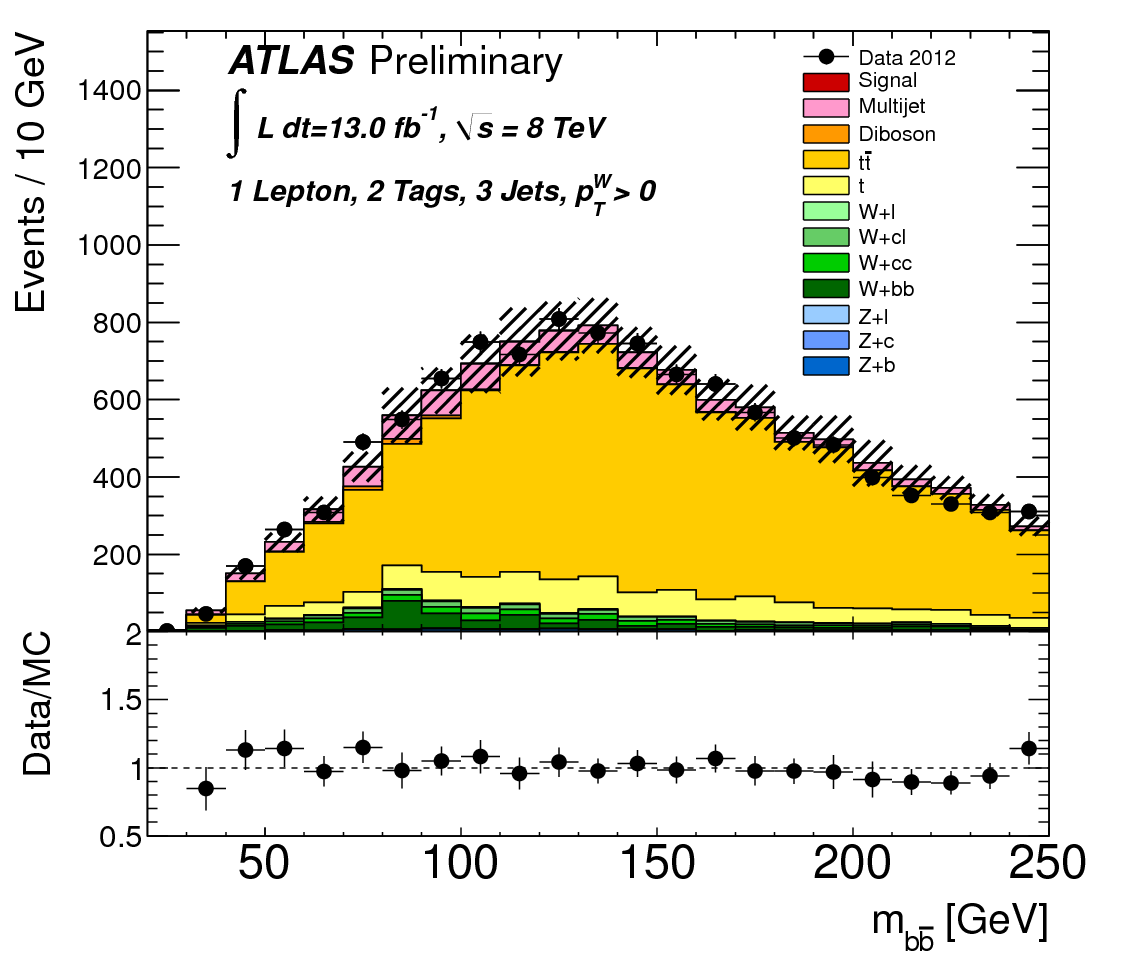 Events / 10 GeV
1400
1200
1000
800
600
400
200
ATLAS Preliminary
∫ L dt=13.0 fb⁻¹, √s = 8 TeV
1 Lepton, 2 Tags, 3 Jets, p_T^W > 0
Data 2012
Signal
Multijet
Diboson
tt̄
t
W+l
W+cl
W+cc
W+bb
Z+l
Z+c
Z+b
Data/MC
2
1.5
1
0.5
50 100 150 200 250
m_bb̄ [GeV]